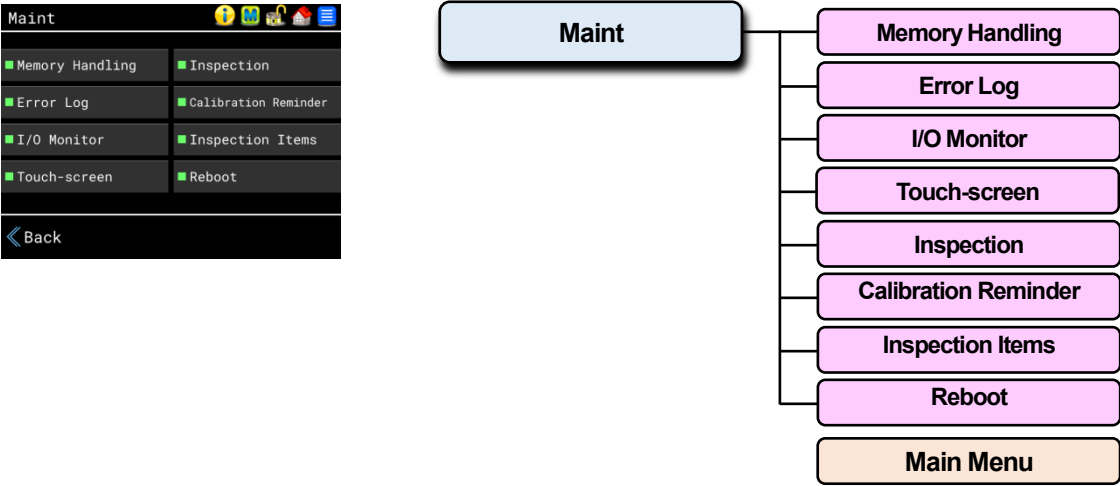 Maint
i M
Memory Handling
Inspection
Error Log
Calibration Reminder
I/O Monitor
Inspection Items
Touch-screen
Reboot
Back
Maint
Memory Handling
Error Log
I/O Monitor
Touch-screen
Inspection
Calibration Reminder
Inspection Items
Reboot
Main Menu